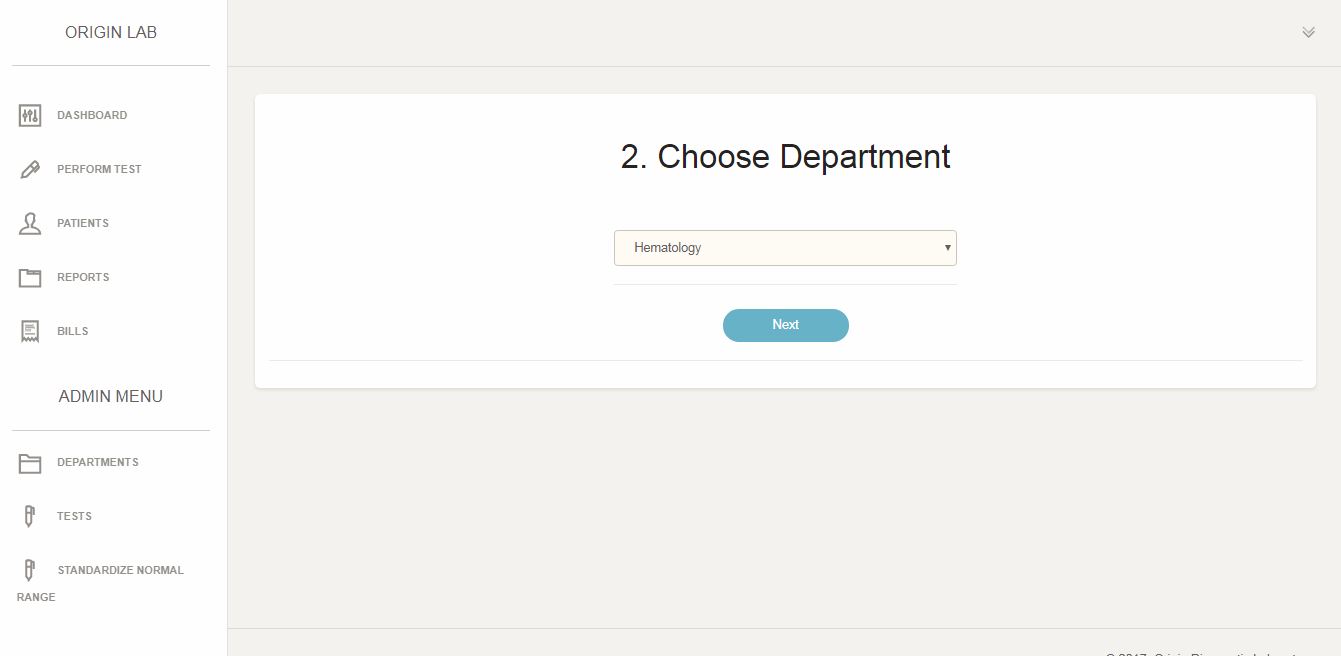 ORIGIN LAB
DASHBOARD
PERFORM TEST
PATIENTS
REPORTS
BILLS
ADMIN MENU
DEPARTMENTS
TESTS
STANDARDIZE NORMAL
RANGE
2. Choose Department
Hematology
Next